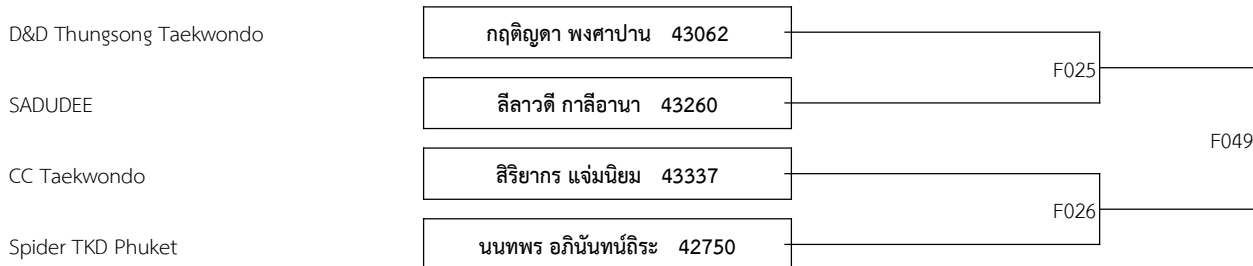 D&D Thungsong Taekwondo กฤติญดา พงศาปาน 43062
F025
SADUDEE ลีลาวดี กาลีอานา 43260
F049
CC Taekwondo สิริยากร แจ่มนิยม 43337
F026
Spider TKD Phuket นนทพร อภินันทน์ถิระ 42750